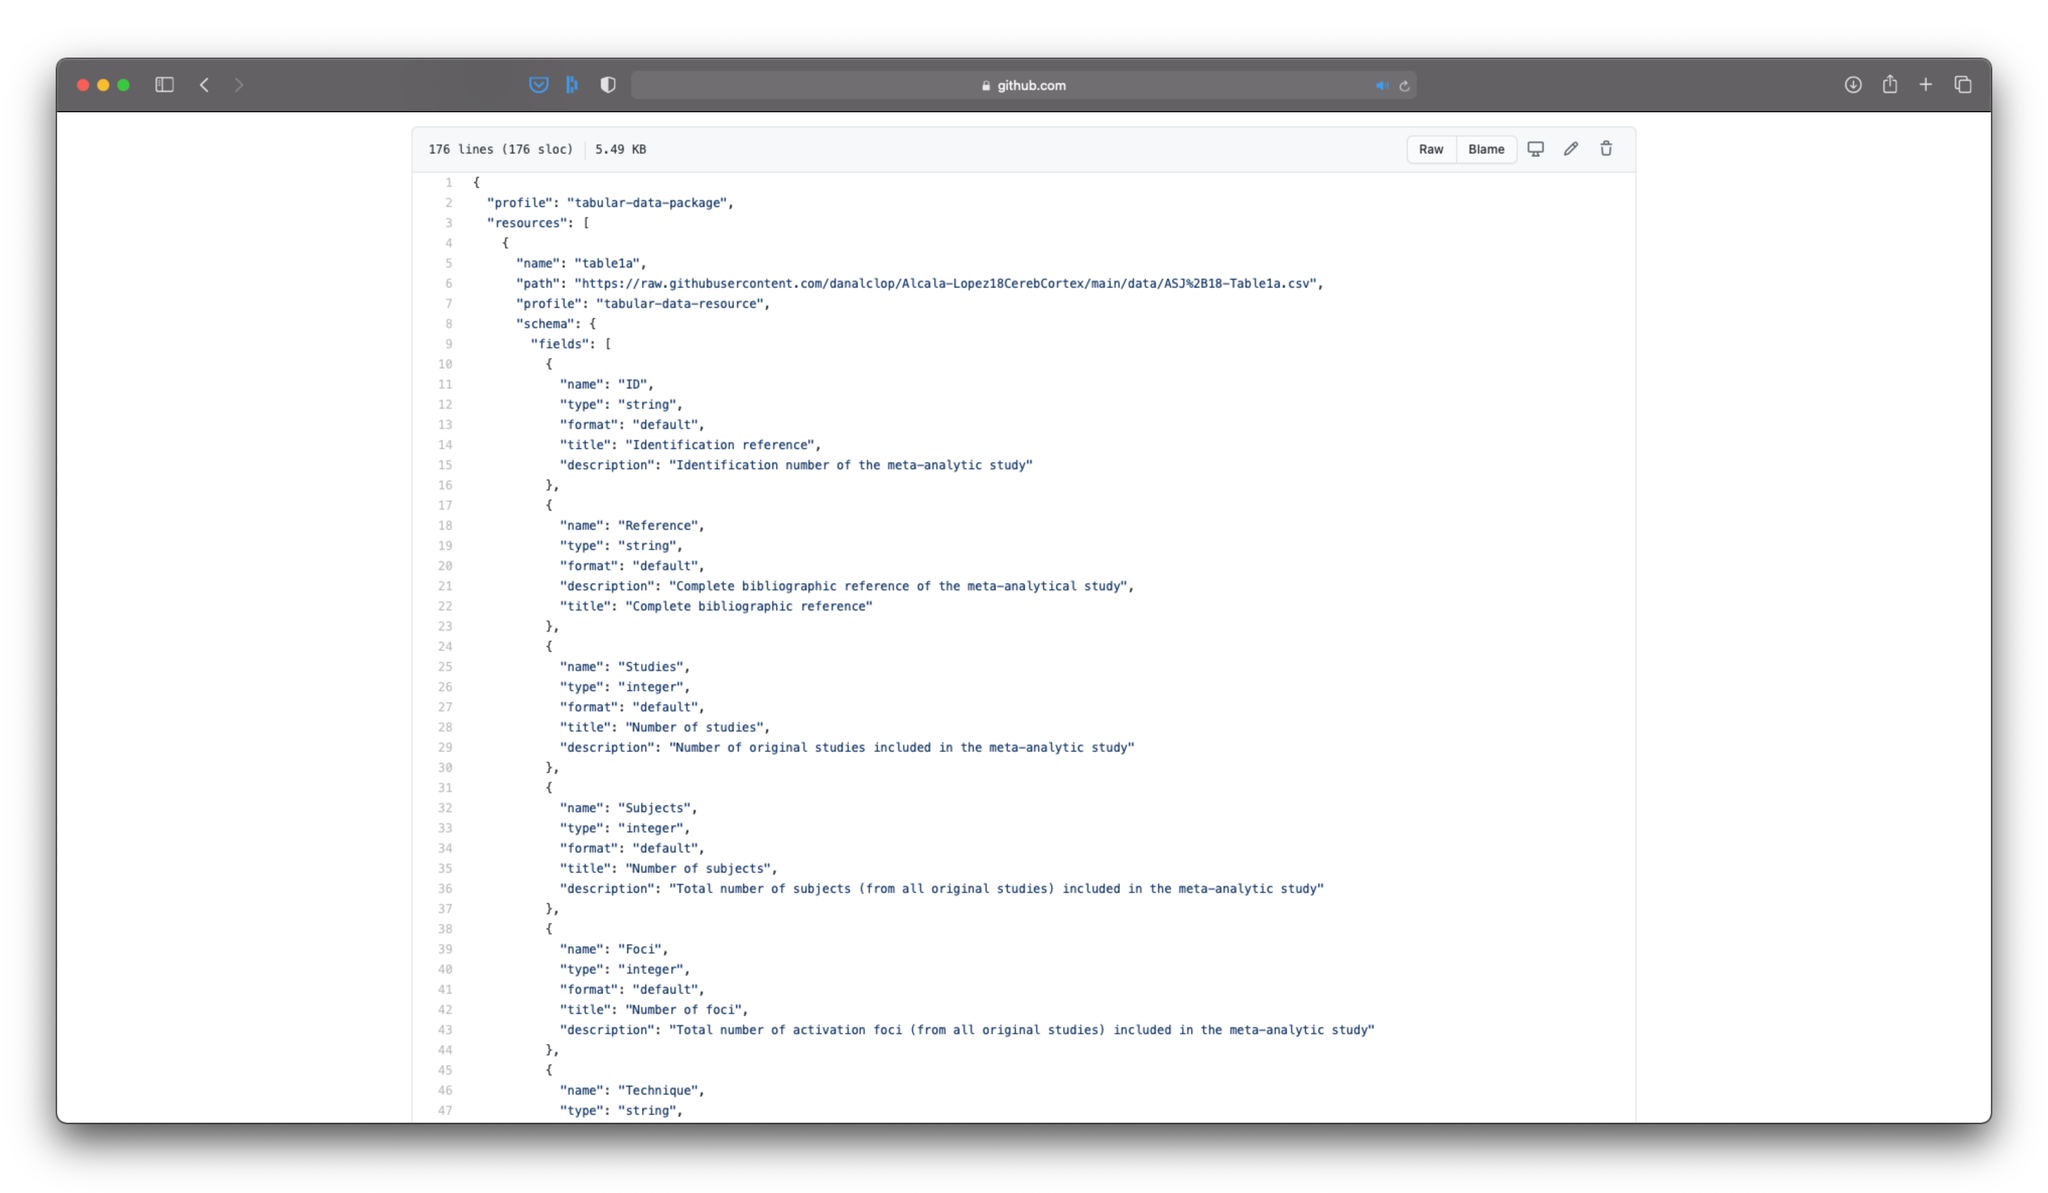 github.com
176 lines (176 sloc) 5.49 KB Raw Blame
1 {
2 "profile": "tabular-data-package",
3 "resources": [
4 {
5 "name": "table1a",
6 "path": "https://raw.githubusercontent.com/danalclop/Alcala-Lopez18CerebCortex/main/data/ASJ%2B18-Table1a.csv",
7 "profile": "tabular-data-resource",
8 "schema": {
9 "fields": [
10 {
11 "name": "ID",
12 "type": "string",
13 "format": "default",
14 "title": "Identification reference",
15 "description": "Identification number of the meta-analytic study"
16 },
17 {
18 "name": "Reference",
19 "type": "string",
20 "format": "default",
21 "description": "Complete bibliographic reference of the meta-analytical study",
22 "title": "Complete bibliographic reference"
23 },
24 {
25 "name": "Studies",
26 "type": "integer",
27 "format": "default",
28 "title": "Number of studies",
29 "description": "Number of original studies included in the meta-analytic study"
30 },
31 {
32 "name": "Subjects",
33 "type": "integer",
34 "format": "default",
35 "title": "Number of subjects",
36 "description": "Total number of subjects (from all original studies) included in the meta-analytic study"
37 },
38 {
39 "name": "Foci",
40 "type": "integer",
41 "format": "default",
42 "title": "Number of foci",
43 "description": "Total number of activation foci (from all original studies) included in the meta-analytic study"
44 },
45 {
46 "name": "Technique",
47 "type": "string",